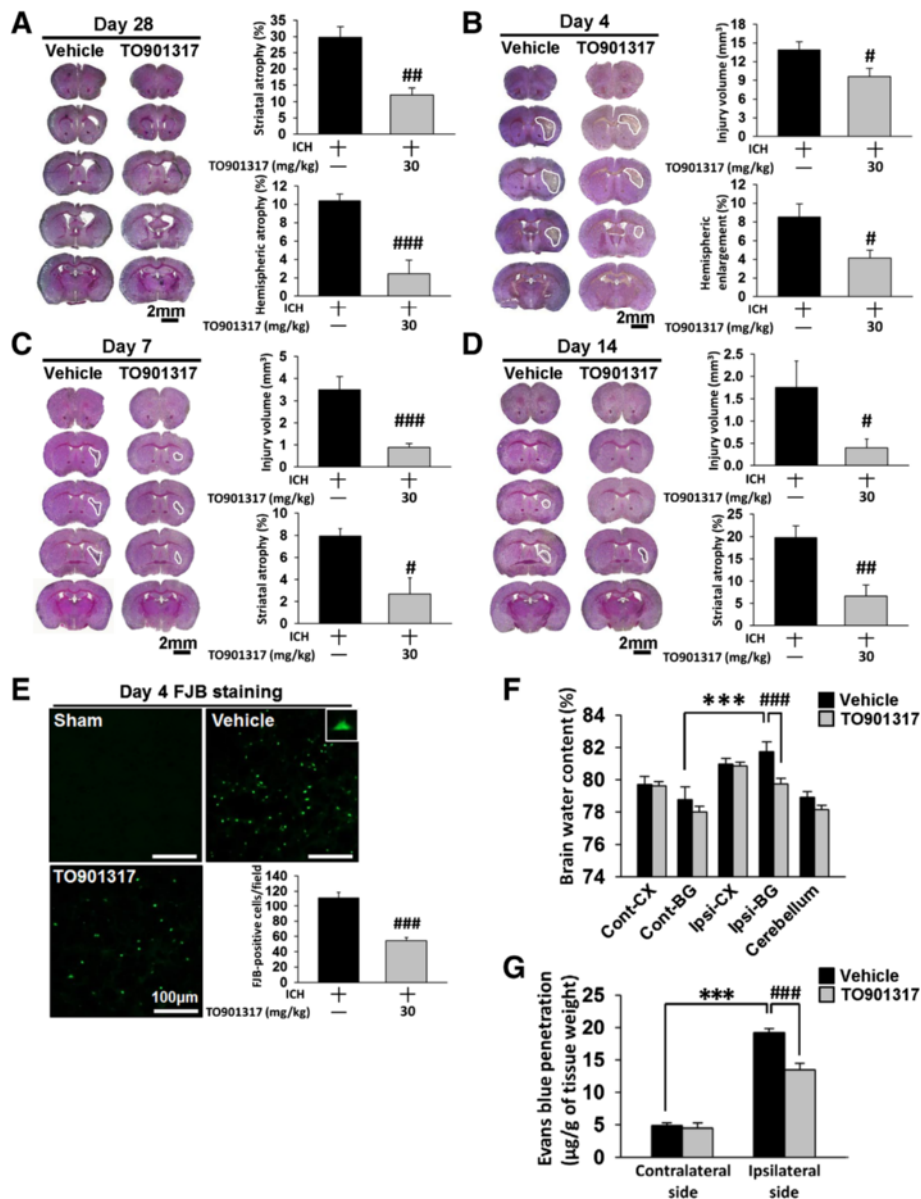 A
Day 28
Vehicle TO901317
2mm
Striatal atrophy (%)
35
30
25
20
15
10
5
0
##
ICH + +
TO901317 (mg/kg) — 30
Hemispheric atrophy (%)
12
10
8
6
4
2
0
###
ICH + +
TO901317 (mg/kg) — 30
B
Day 4
Vehicle TO901317
2mm
Injury volume (mm³)
18
15
12
9
6
3
0
#
ICH + +
TO901317 (mg/kg) — 30
Hemispheric
enlargement (%)
12
10
8
6
4
2
0
#
ICH + +
TO901317 (mg/kg) — 30
C
Day 7
Vehicle TO901317
2mm
Injury volume (mm³)
5
4
3
2
1
0
###
ICH + +
TO901317 (mg/kg) — 30
Striatal atrophy (%)
10
8
6
4
2
0
#
ICH + +
TO901317 (mg/kg) — 30
D
Day 14
Vehicle TO901317
2mm
Injury volume (mm³)
2.5
2.0
1.5
1.0
0.5
0.0
#
ICH + +
TO901317 (mg/kg) — 30
Striatal atrophy (%)
25
20
15
10
5
0
##
ICH + +
TO901317 (mg/kg) — 30
E
Day 4 FJB staining
Sham
Vehicle
TO901317
100µm
FJB-positive cells/field
140
120
100
80
60
40
20
0
###
ICH + +
TO901317 (mg/kg) — 30
F
Vehicle
TO901317
*** ###
Brain water content (%)
84
82
80
78
76
74
Cont-CX
Cont-BG
Ipsi-CX
Ipsi-BG
Cerebellum
G
Vehicle
TO901317
*** ###
Evans blue penetration
(µg/g of tissue weight)
25
20
15
10
5
0
Contralateral
side
Ipsilateral
side